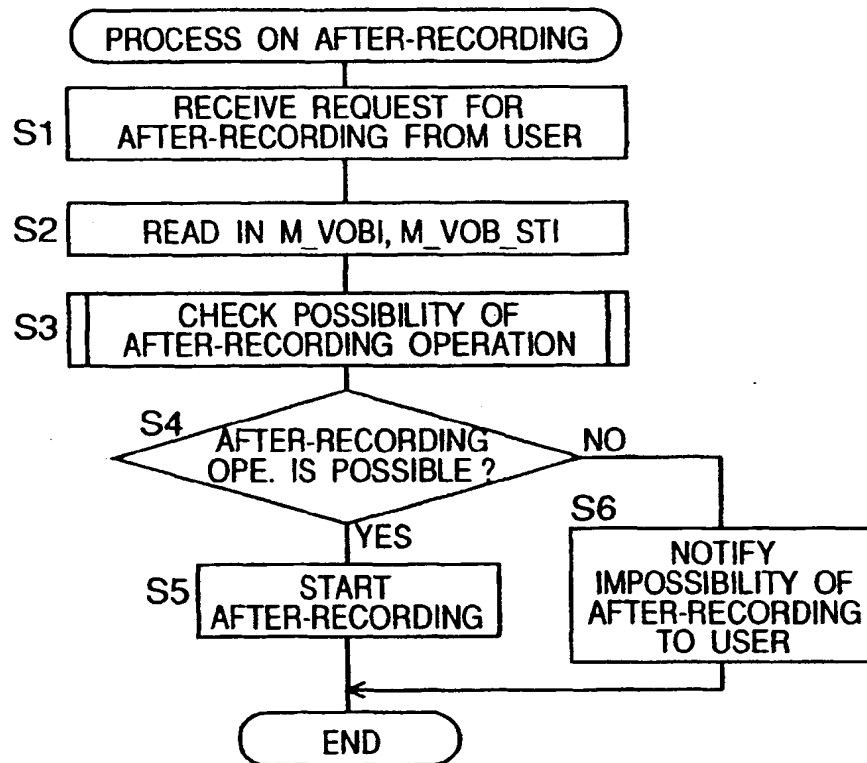 PROCESS ON AFTER-RECORDING
S1
RECEIVE REQUEST FOR
AFTER-RECORDING FROM USER
S2
READ IN M_VOBI, M_VOB_STI
S3
CHECK POSSIBILITY OF
AFTER-RECORDING OPERATION
S4
AFTER-RECORDING
OPE. IS POSSIBLE ?
NO
YES
S5
START
AFTER-RECORDING
S6
NOTIFY
IMPOSSIBILITY OF
AFTER-RECORDING
TO USER
END